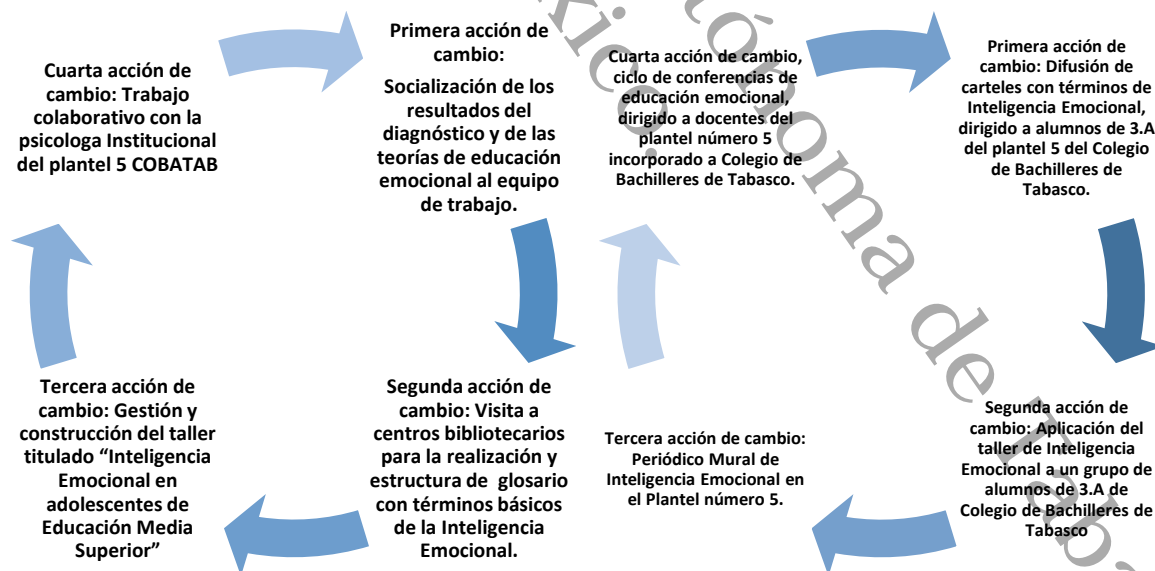 Cuarta acción de
cambio: Trabajo
colaborativo con la
psicologa Institucional
del plantel 5 COBATAB
Primera acción de
cambio:
Socialización de los
resultados del
diagnóstico y de las
teorías de educación
emocional al equipo
de trabajo.
Tercera acción de
cambio: Gestión y
construcción del taller
titulado “Inteligencia
Emocional en
adolescentes de
Educación Media
Superior”
Segunda acción de
cambio: Visita a
centros bibliotecarios
para la realización y
estructura de glosario
con términos básicos
de la Inteligencia
Emocional.
Cuarta acción de cambio,
ciclo de conferencias de
educación emocional,
dirigido a docentes del
plantel número 5
incorporado a Colegio de
Bachilleres de Tabasco.
Primera acción de
cambio: Difusión de
carteles con términos de
Inteligencia Emocional,
dirigido a alumnos de 3.A
del plantel 5 del Colegio
de Bachilleres de
Tabasco.
Tercera acción de cambio:
Periódico Mural de
Inteligencia Emocional en
el Plantel número 5.
Segunda acción de
cambio: Aplicación del
taller de Inteligencia
Emocional a un grupo de
alumnos de 3.A de
Colegio de Bachilleres de
Tabasco